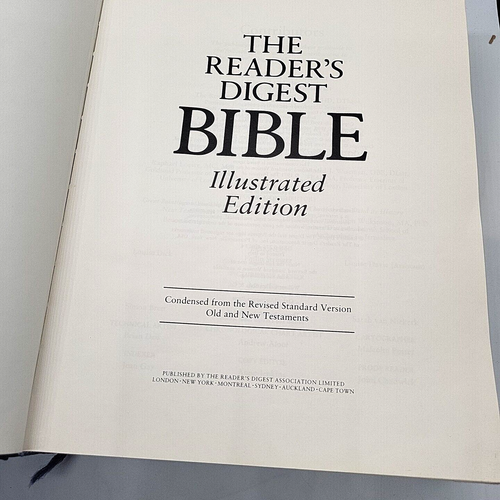 THE
READER'S
DIGEST
BIBLE
Illustrated
Edition
Condensed from the Revised Standard Version
Old and New Testaments
PUBLISHED BY THE READER'S DIGEST ASSOCIATION LIMITED
LONDON · NEW YORK · MONTREAL · SYDNEY · AUCKLAND · CAPE TOWN